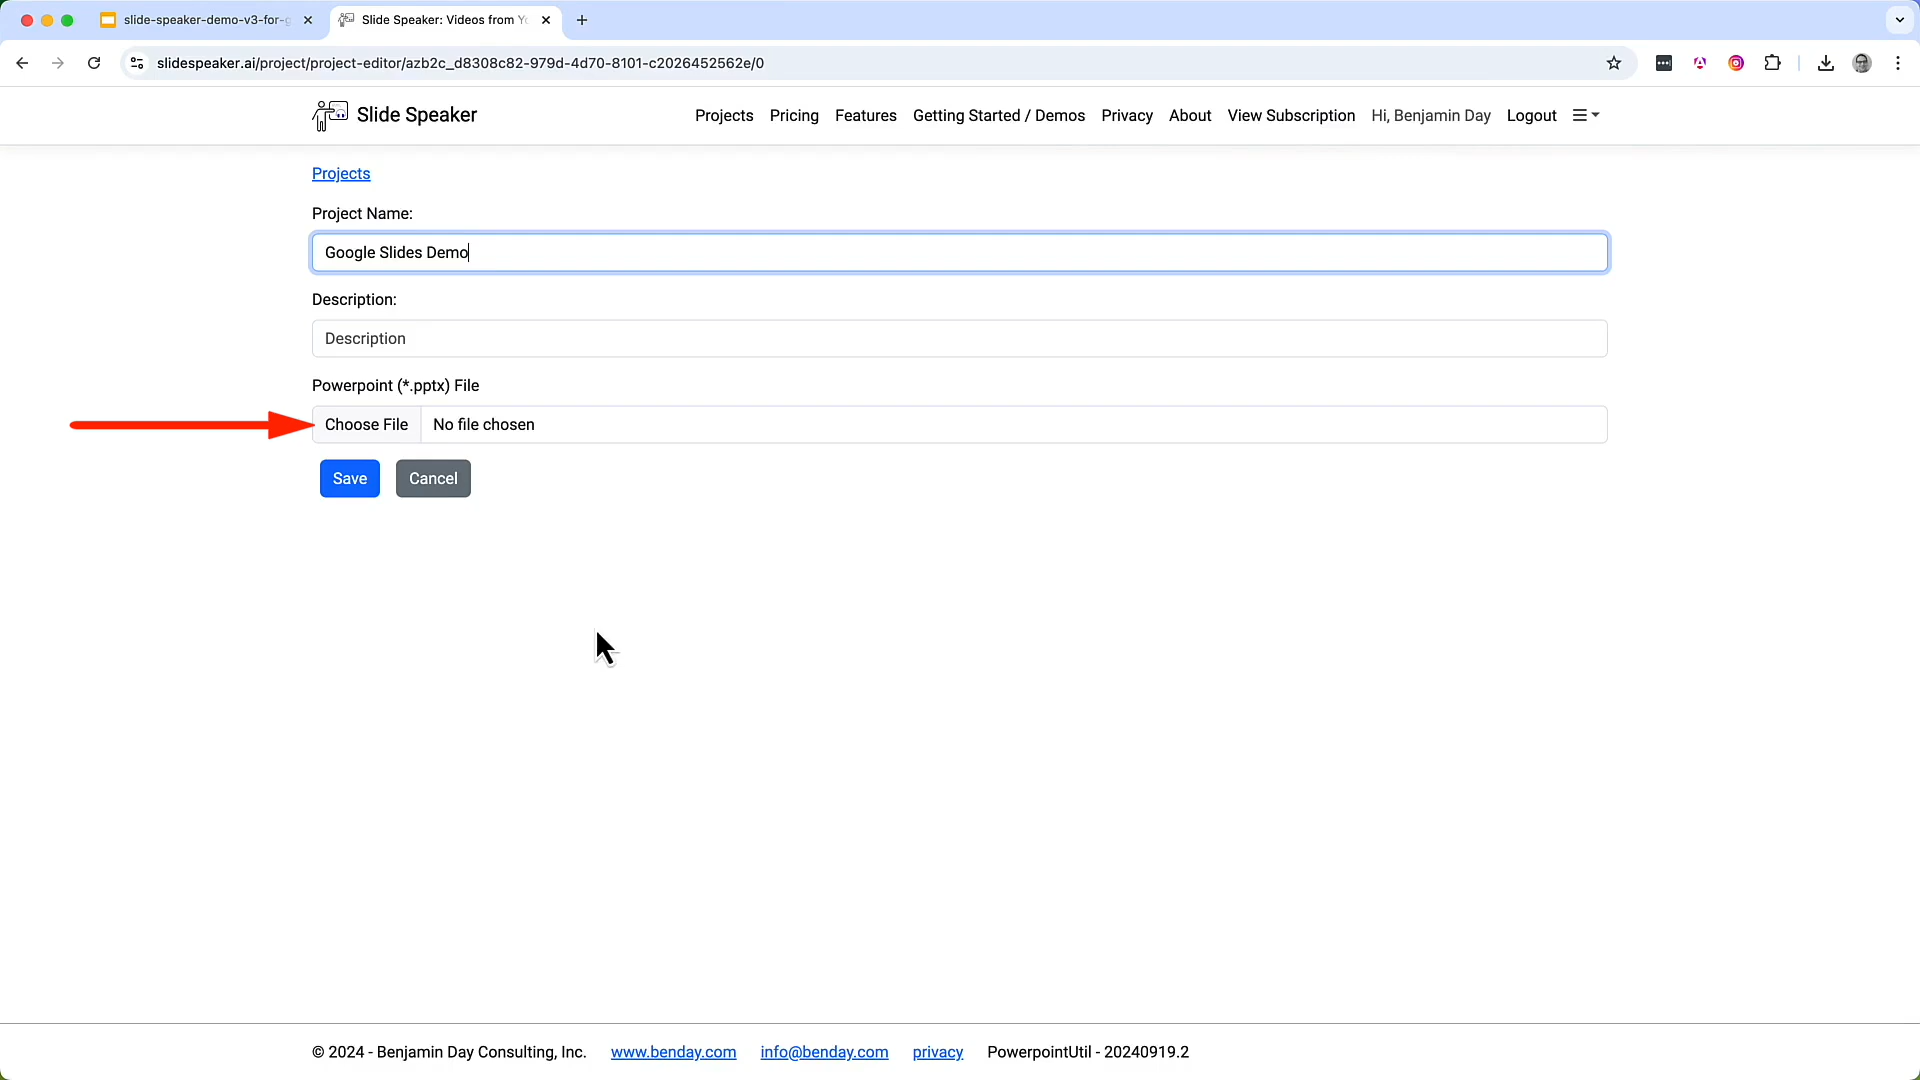 slide-speaker-demo-v3-for-g
Slide Speaker: Videos from Yo
slidespeaker.ai/project/project-editor/azb2c_d8308c82-979d-4d70-8101-c2026452562e/0
Slide Speaker
Projects Pricing Features Getting Started / Demos Privacy About View Subscription Hi, Benjamin Day Logout
Projects
Project Name:
Google Slides Demo
Description:
Description
Powerpoint (*.pptx) File
Choose File No file chosen
Save Cancel
© 2024 - Benjamin Day Consulting, Inc. www.benday.com info@benday.com privacy PowerpointUtil - 20240919.2